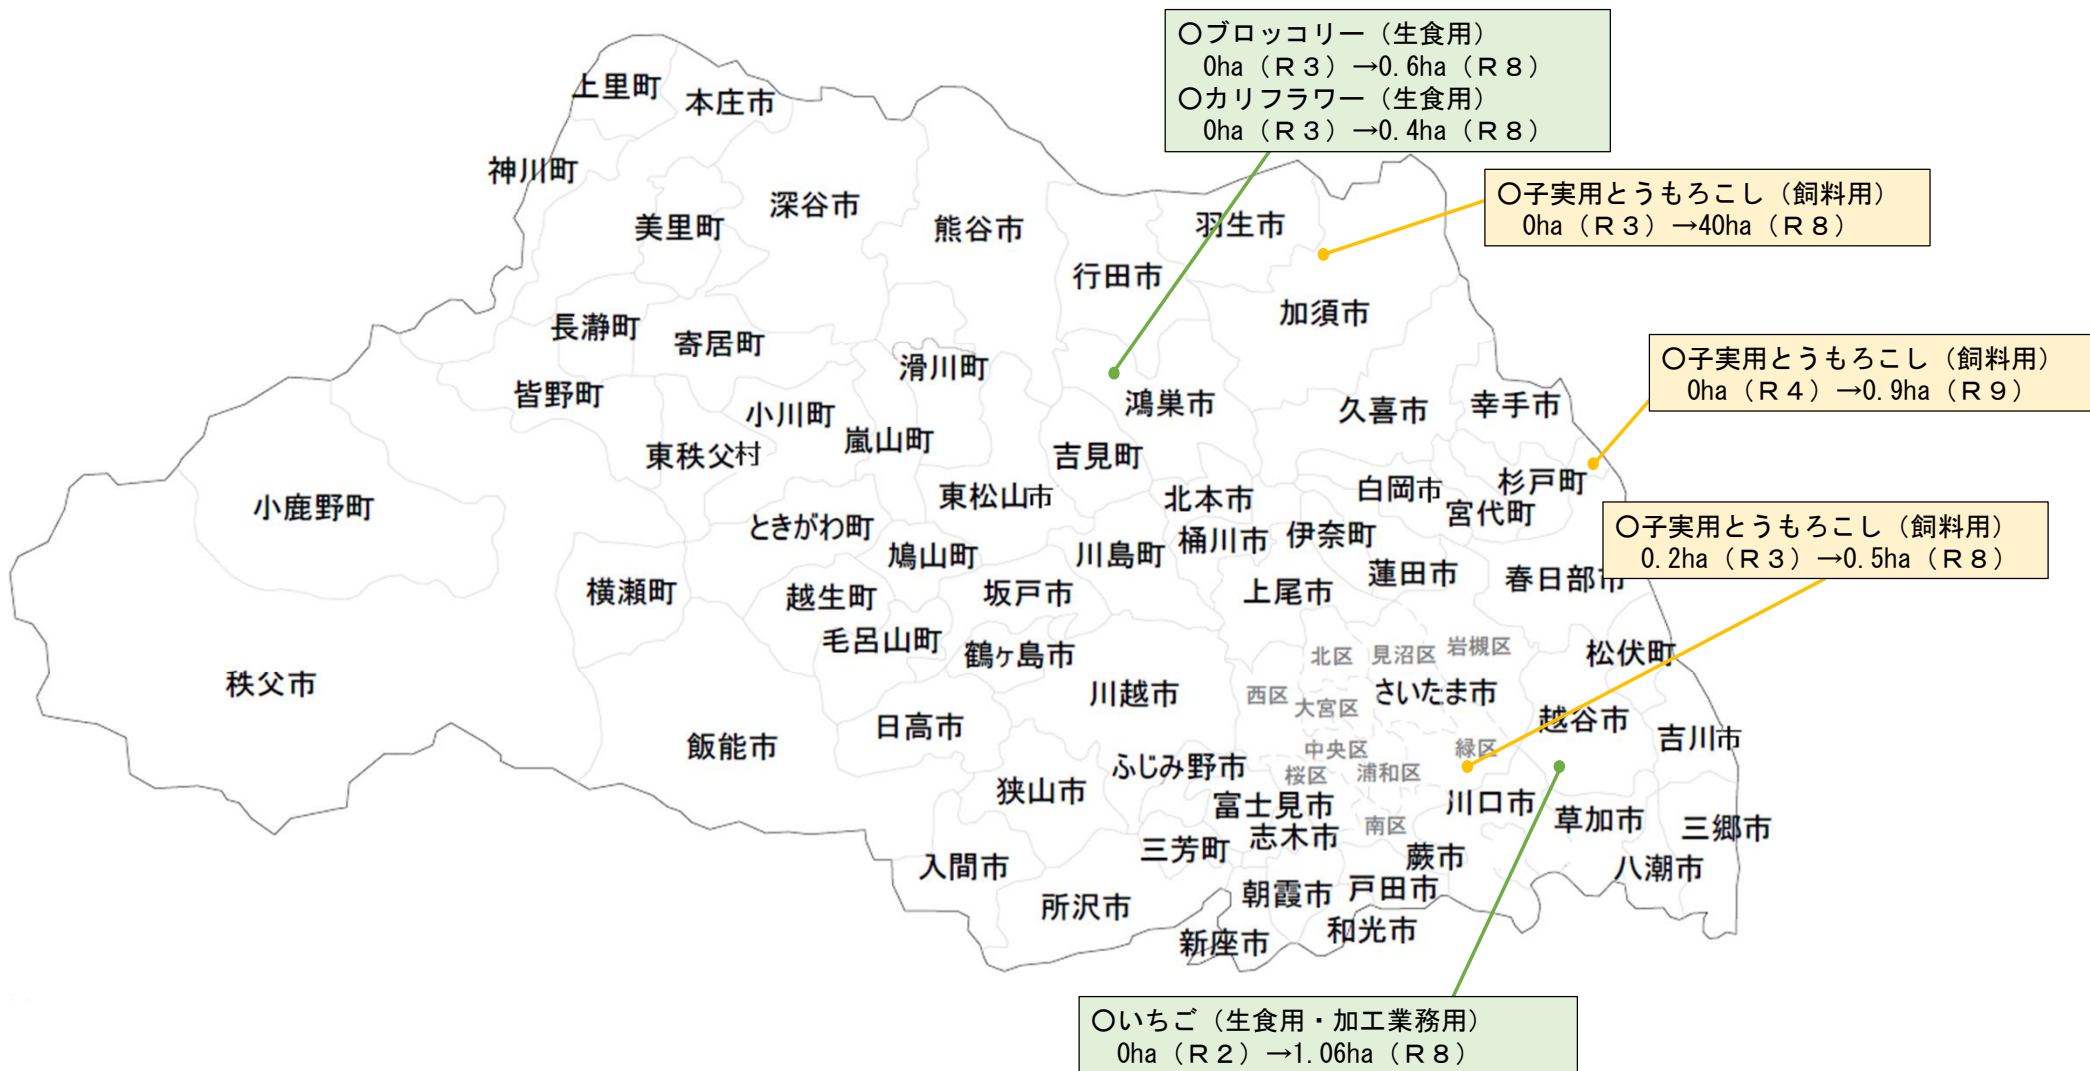 〇ブロッコリー（生食用）
0ha（Ｒ３）→0.6ha（Ｒ８）
〇カリフラワー（生食用）
0ha（Ｒ３）→0.4ha（Ｒ８）
〇子実用とうもろこし（飼料用）
0ha（Ｒ３）→40ha（Ｒ８）
〇子実用とうもろこし（飼料用）
0ha（Ｒ４）→0.9ha（Ｒ９）
〇子実用とうもろこし（飼料用）
0.2ha（Ｒ３）→0.5ha（Ｒ８）
〇いちご（生食用・加工業務用）
0ha（Ｒ２）→1.06ha（Ｒ８）
上里町
本庄市
神川町
美里町
深谷市
熊谷市
行田市
羽生市
加須市
長瀞町
寄居町
滑川町
皆野町
小川町
嵐山町
鴻巣市
久喜市
幸手市
東秩父村
吉見町
小鹿野町
東松山市
北本市
白岡市
杉戸町
宮代町
ときがわ町
鳩山町
川島町
桶川市
伊奈町
蓮田市
春日部市
横瀬町
越生町
坂戸市
上尾市
毛呂山町
鶴ヶ島市
北区
見沼区
岩槻区
松伏町
秩父市
川越市
西区
大宮区
さいたま市
越谷市
吉川市
飯能市
日高市
中央区
緑区
ふじみ野市
桜区
浦和区
狭山市
富士見市
川口市
南区
草加市
三郷市
三芳町
志木市
蕨市
入間市
八潮市
朝霞市
戸田市
所沢市
新座市
和光市